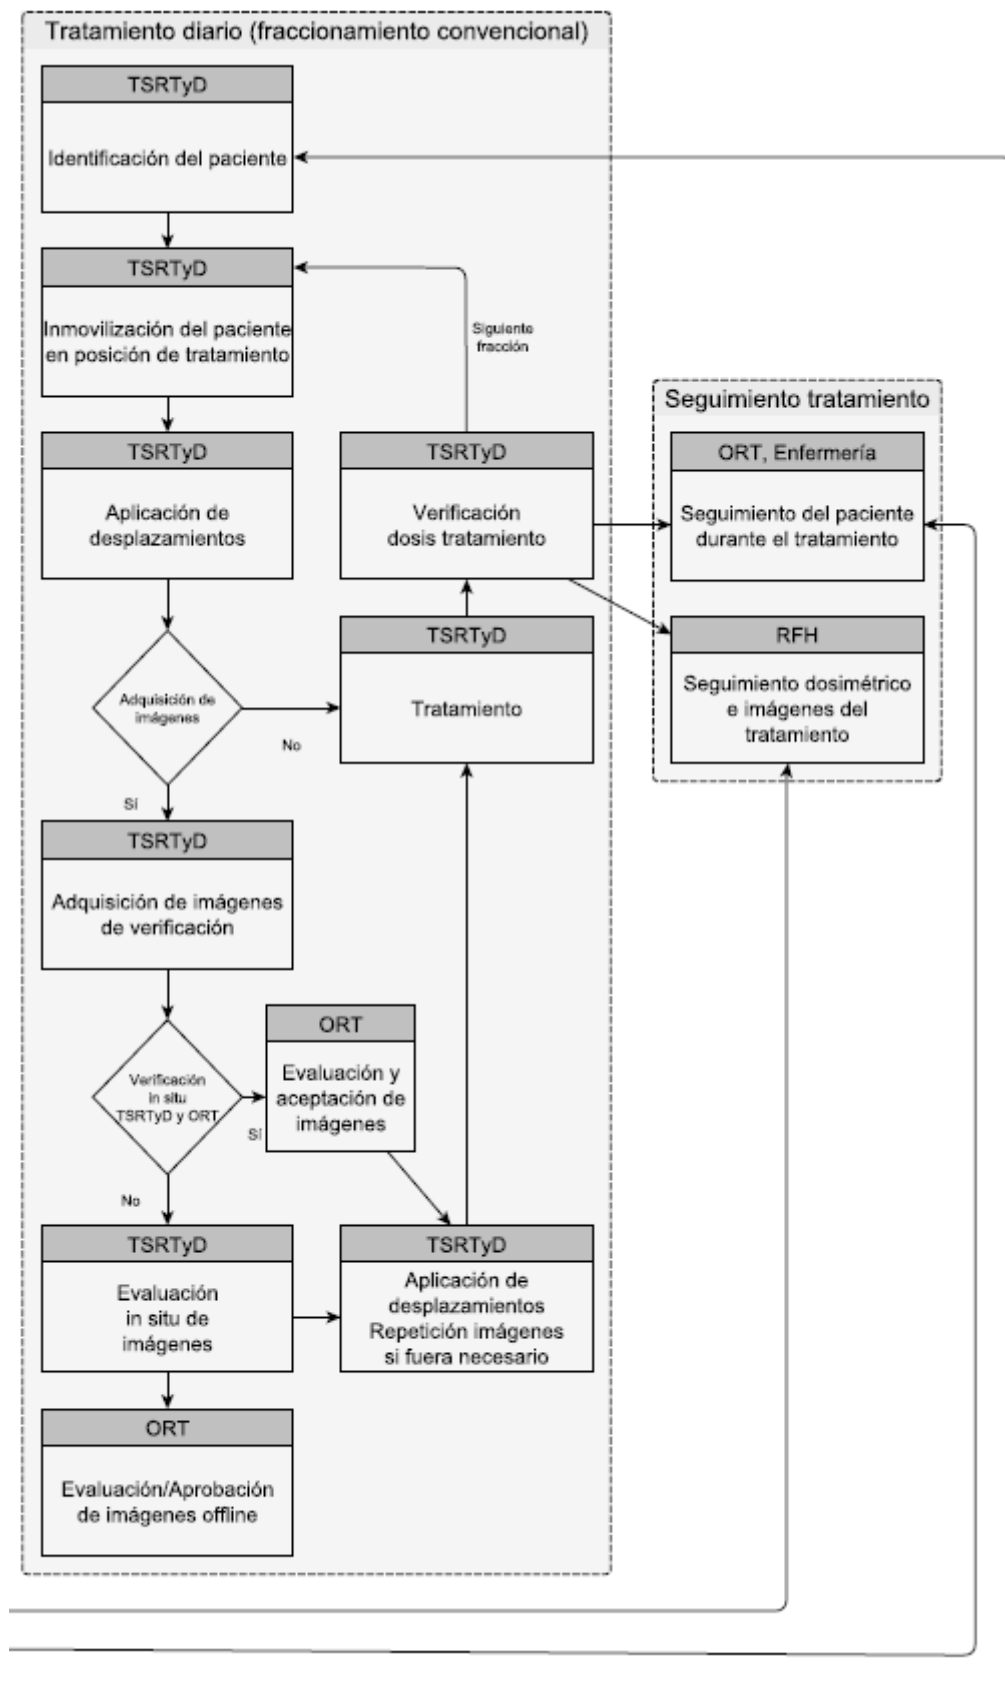 Tratamiento diario (fraccionamiento convencional)
TSRTyD
Identificación del paciente
TSRTyD
Inmovilización del paciente
en posición de tratamiento
Siguiente
fracción
TSRTyD
Aplicación de
desplazamientos
TSRTyD
Verificación
dosis tratamiento
Seguimiento tratamiento
ORT, Enfermería
Seguimiento del paciente
durante el tratamiento
Adquisición de
imágenes
No
Sí
TSRTyD
Tratamiento
RFH
Seguimiento dosimétrico
e imágenes del
tratamiento
TSRTyD
Adquisición de imágenes
de verificación
Verificación
in situ
TSRTyD y ORT
Sí
No
ORT
Evaluación y
aceptación de
imágenes
TSRTyD
Evaluación
in situ de
imágenes
TSRTyD
Aplicación de
desplazamientos
Repetición imágenes
si fuera necesario
ORT
Evaluación/Aprobación
de imágenes offline